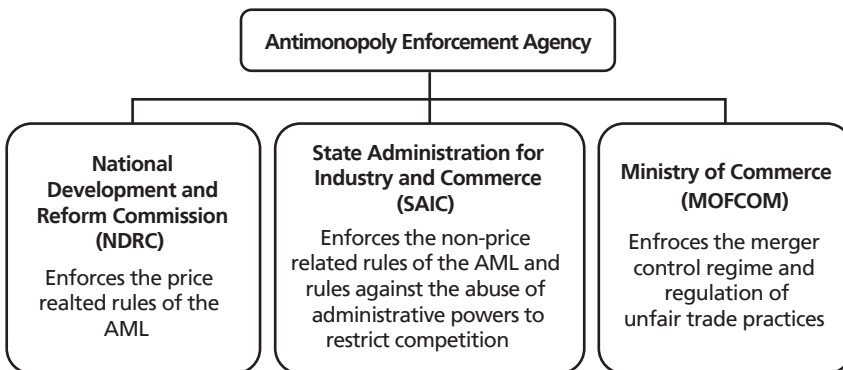 Antimonopoly Enforcement Agency
National
Development and
Reform Commission
(NDRC)
Enforces the price
realted rules of the
AML
State Administration for
Industry and Commerce
(SAIC)
Enforces the non-price
related rules of the AML and
rules against the abuse of
administrative powers to
restrict competition
Ministry of Commerce
(MOFCOM)
Enfroces the merger
control regime and
regulation of
unfair trade practices